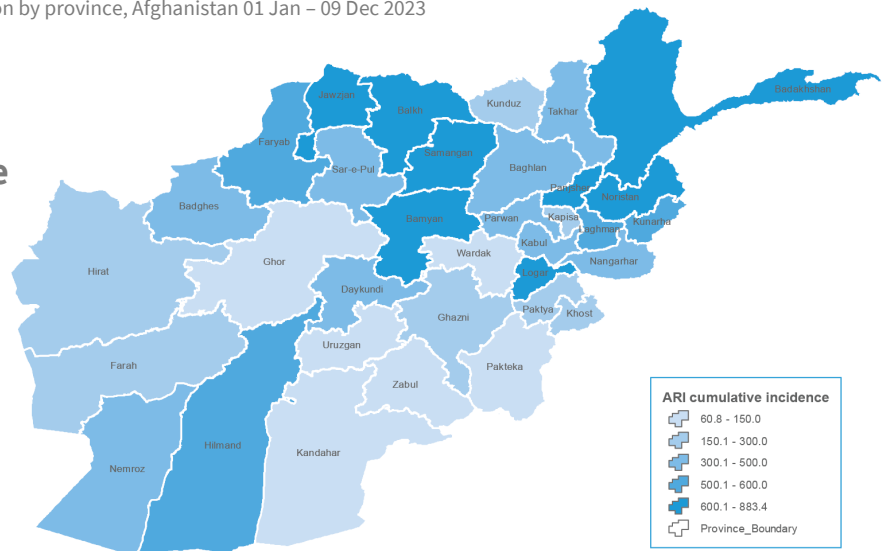 on by province, Afghanistan 01 Jan – 09 Dec 2023
e
Badakhshan
Jawzjan
Balkh
Kunduz
Takhar
Faryab
Samangan
Sar-e-Pul
Baghlan
Panjsher
Nuristan
Badghes
Bamyan
Parwan
Kapisa
Laghman
Kunarha
Kabul
Wardak
Ghor
Nangarhar
Hirat
Logar
Daykundi
Paktya
Khost
Ghazni
Uruzgan
Farah
Pakteka
Zabul
Hilmand
Kandahar
Nemroz
ARI cumulative incidence
60.8 - 150.0
150.1 - 300.0
300.1 - 500.0
500.1 - 600.0
600.1 - 883.4
Province_Boundary